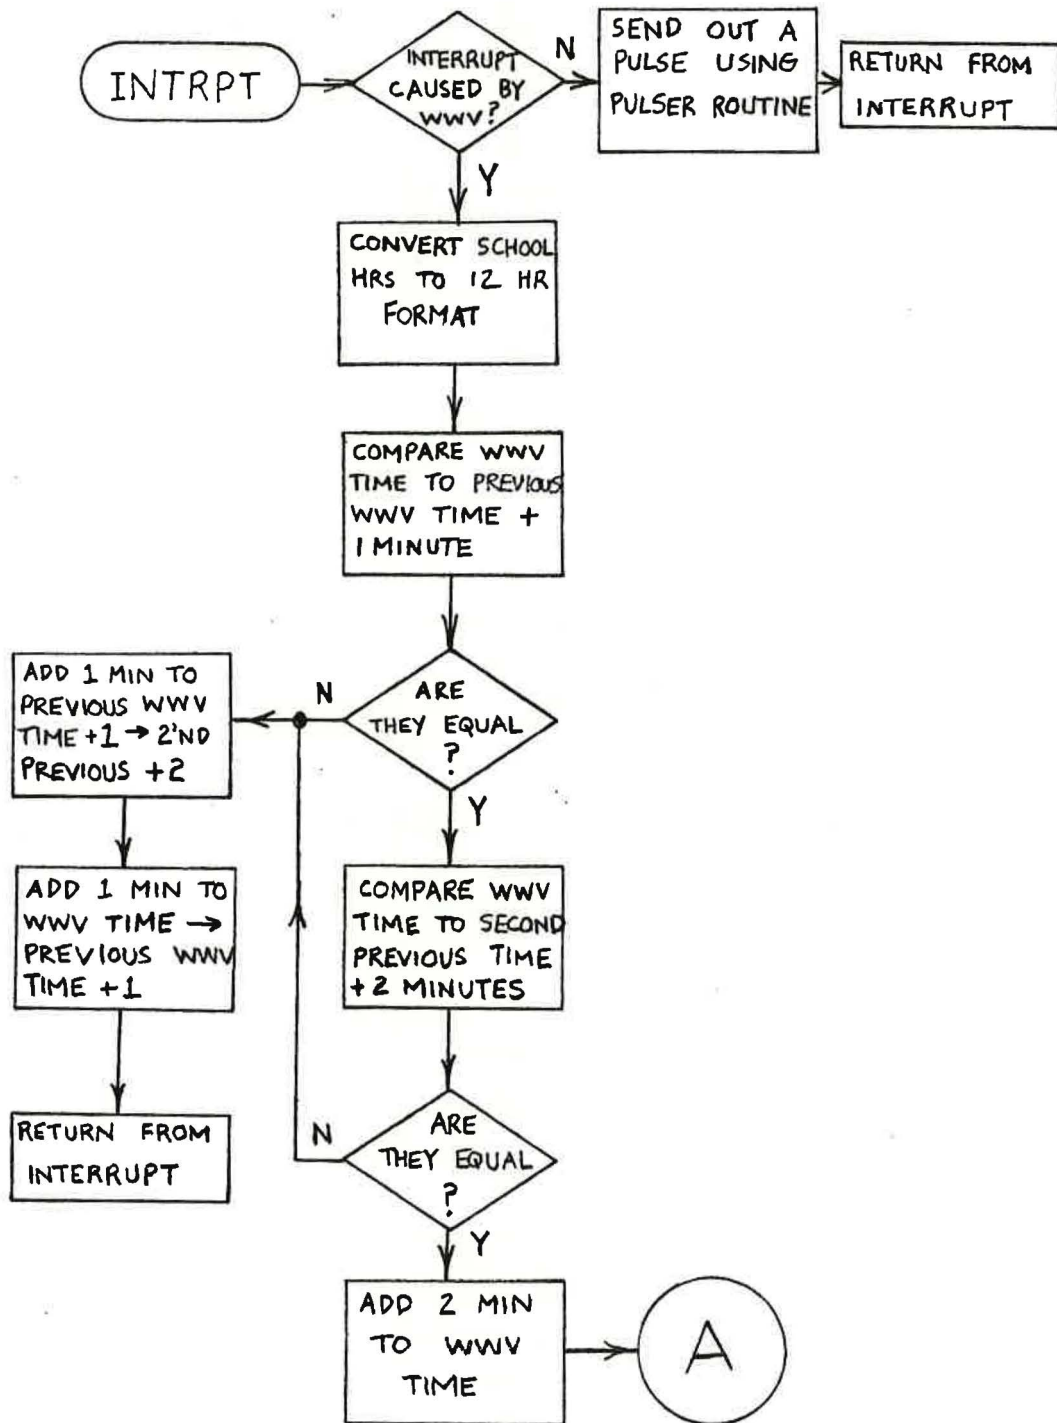 INTRPT
INTERRUPT
CAUSED BY
WWV?
N
SEND OUT A
PULSE USING
PULSER ROUTINE
RETURN FROM
INTERRUPT
Y
CONVERT SCHOOL
HRS TO 12 HR
FORMAT
COMPARE WWV
TIME TO PREVIOUS
WWV TIME +
1 MINUTE
ARE
THEY EQUAL
?
N
ADD 1 MIN TO
PREVIOUS WWV
TIME +1 → 2'ND
PREVIOUS +2
Y
ADD 1 MIN TO
WWV TIME →
PREVIOUS WWV
TIME +1
COMPARE WWV
TIME TO SECOND
PREVIOUS TIME
+2 MINUTES
RETURN FROM
INTERRUPT
N
ARE
THEY EQUAL
?
Y
ADD 2 MIN
TO WWV
TIME
A